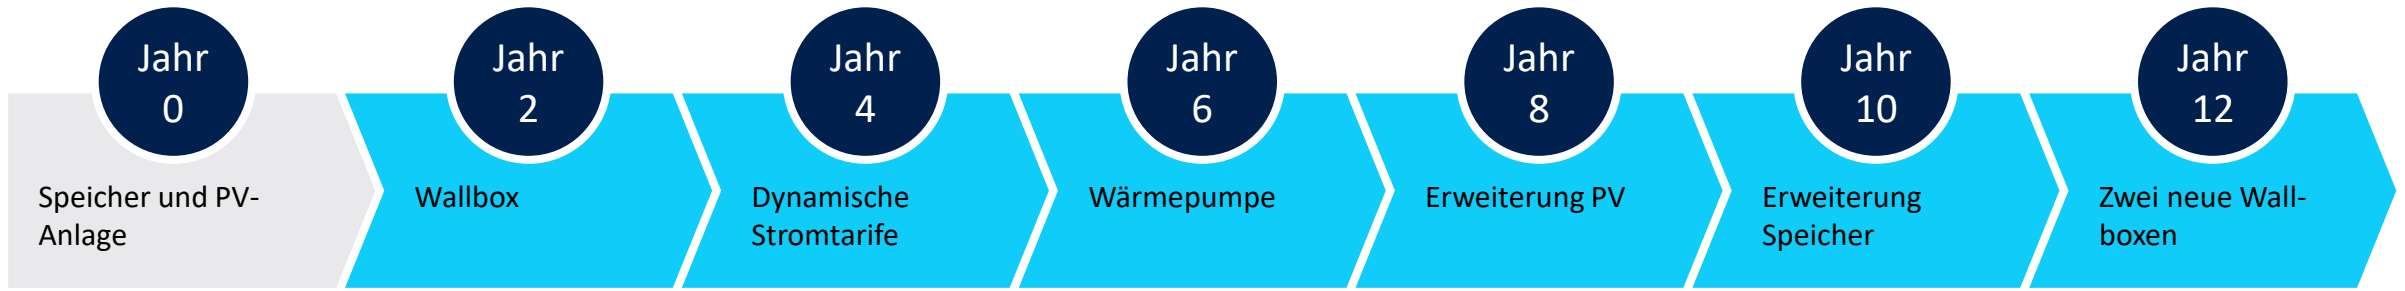 Jahr
0
Speicher und PV-
Anlage
Jahr
2
Wallbox
Jahr
4
Dynamische
Stromtarife
Jahr
6
Wärmepumpe
Jahr
8
Erweiterung PV
Jahr
10
Erweiterung
Speicher
Jahr
12
Zwei neue Wall-
boxen